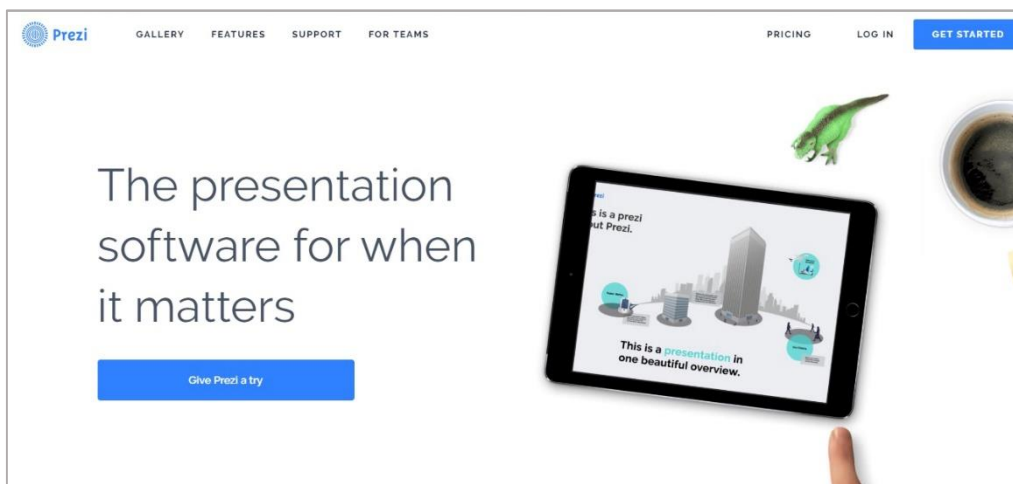 Prezi
GALLERY FEATURES SUPPORT FOR TEAMS PRICING LOG IN GET STARTED
The presentation
software for when
it matters
Give Prezi a try
s is a prezi
ut Prezi.
This is a presentation in
one beautiful overview.